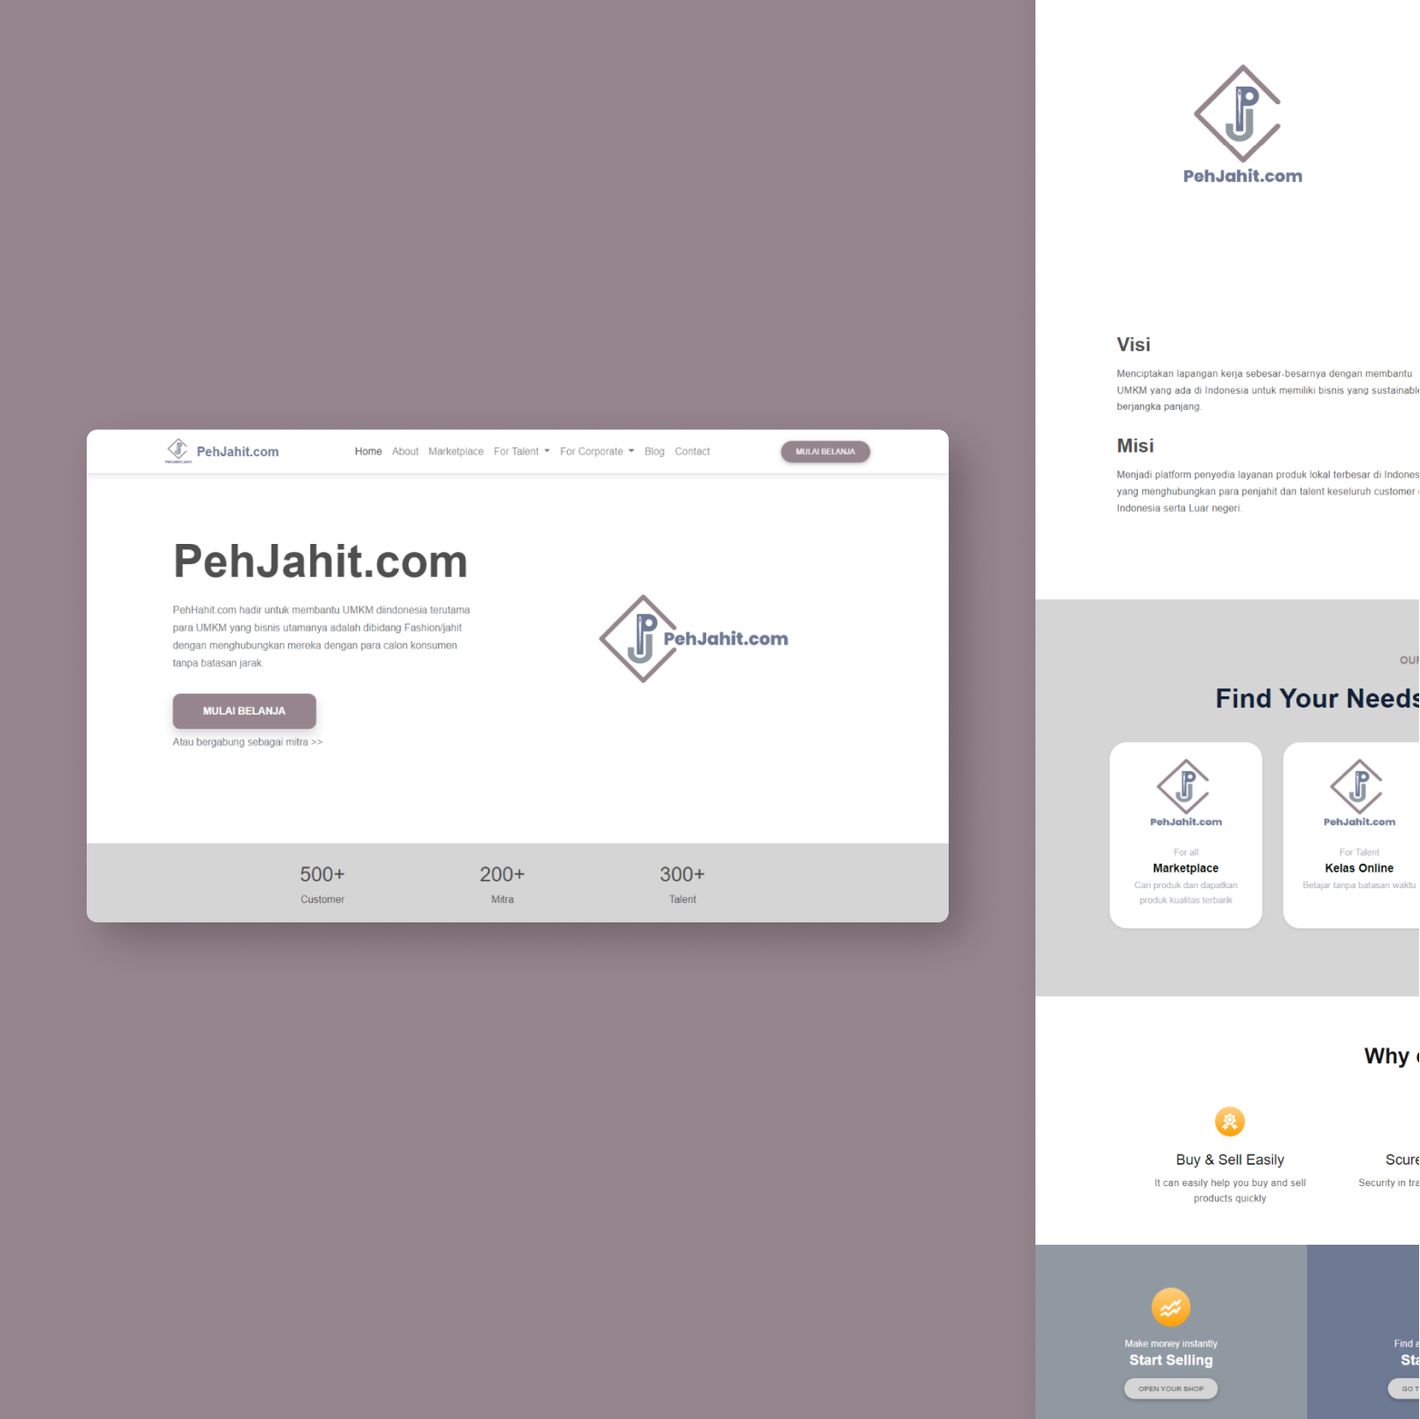 PehJahit.com
PehJahit.com
Home About Marketplace For Talent For Corporate Blog Contact
MULAI BELANJA
PehJahit.com
PehHahit.com hadir untuk membantu UMKM diindonesia terutama
para UMKM yang bisnis utamanya adalah dibidang Fashion/jahit
dengan menghubungkan mereka dengan para calon konsumen
tanpa batasan jarak
MULAI BELANJA
Atau bergabung sebagai mitra >>
PehJahit.com
500+ 200+ 300+
Customer Mitra Talent
PehJahit.com
Visi
Menciptakan lapangan kerja sebesar-besarnya dengan membantu
UMKM yang ada di Indonesia untuk memiliki bisnis yang sustainable
berjangka panjang.
Misi
Menjadi platform penyedia layanan produk lokal terbesar di Indones
yang menghubungkan para penjahit dan talent keseluruh customer
Indonesia serta Luar negeri.
OUR
Find Your Needs
PehJahit.com
For all
Marketplace
Cari produk dan dapatkan
produk kualitas terbarik
PehJahit.com
For Talent
Kelas Online
Belajar tanpa batasan waktu
Why
Buy & Sell Easily
It can easily help you buy and sell
products quickly
Scure
Security in tra
Make money instantly
Start Selling
OPEN YOUR SHOP
Find a
Sta
GO T